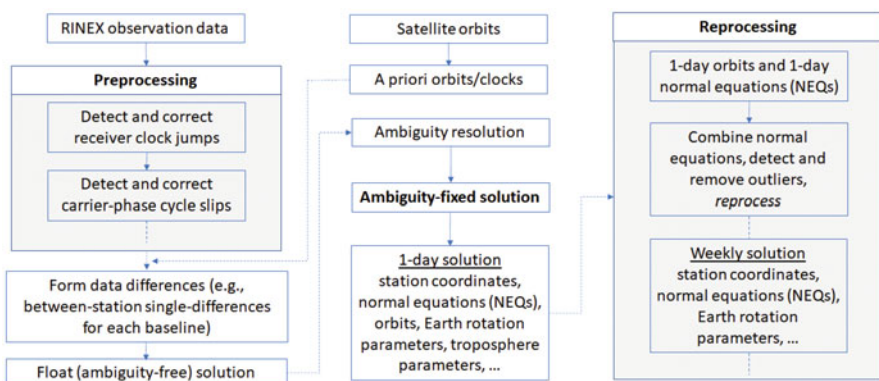 RINEX observation data
Preprocessing
Detect and correct
receiver clock jumps
Detect and correct
carrier-phase cycle slips
Form data differences (e.g.,
between-station single-differences
for each baseline)
Float (ambiguity-free) solution
Satellite orbits
A priori orbits/clocks
Ambiguity resolution
Ambiguity-fixed solution
1-day solution
station coordinates,
normal equations (NEQs),
orbits, Earth rotation
parameters, troposphere
parameters, ...
Reprocessing
1-day orbits and 1-day
normal equations (NEQs)
Combine normal
equations, detect and
remove outliers,
reprocess
Weekly solution
station coordinates,
normal equations (NEQs),
Earth rotation
parameters, ...